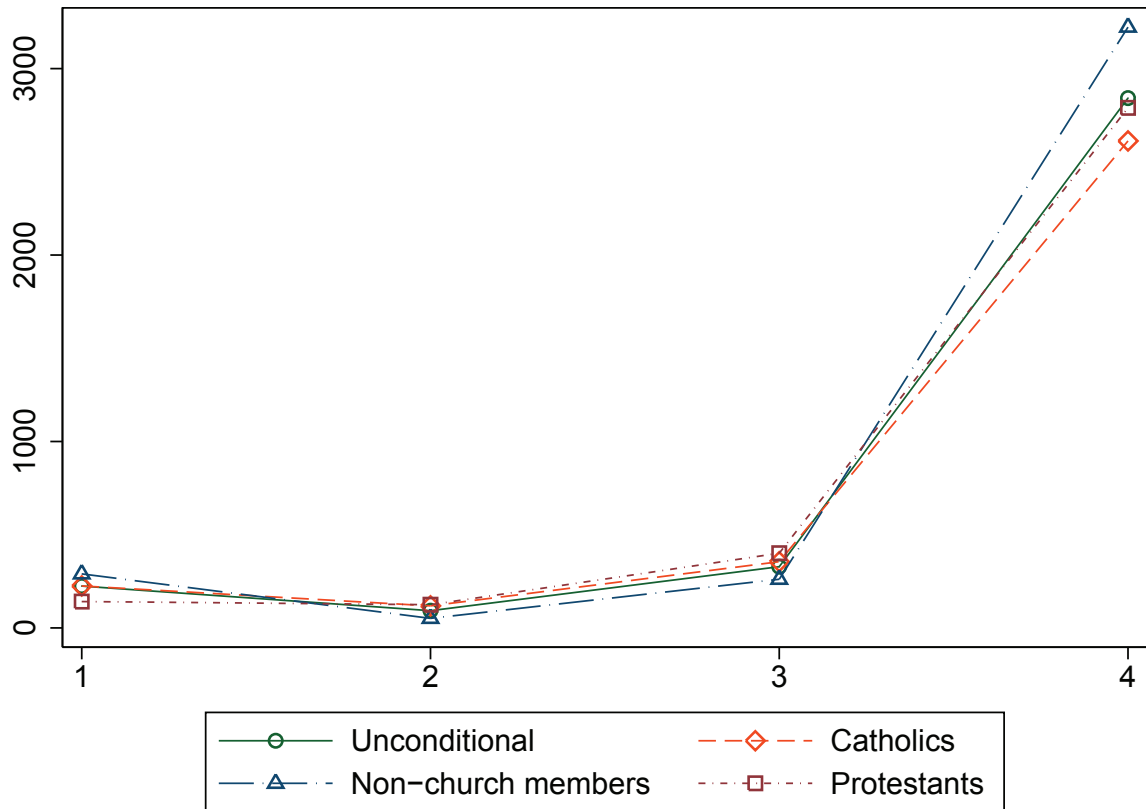 3000
2000
1000
0
1 2 3 4
Unconditional Catholics
Non−church members Protestants